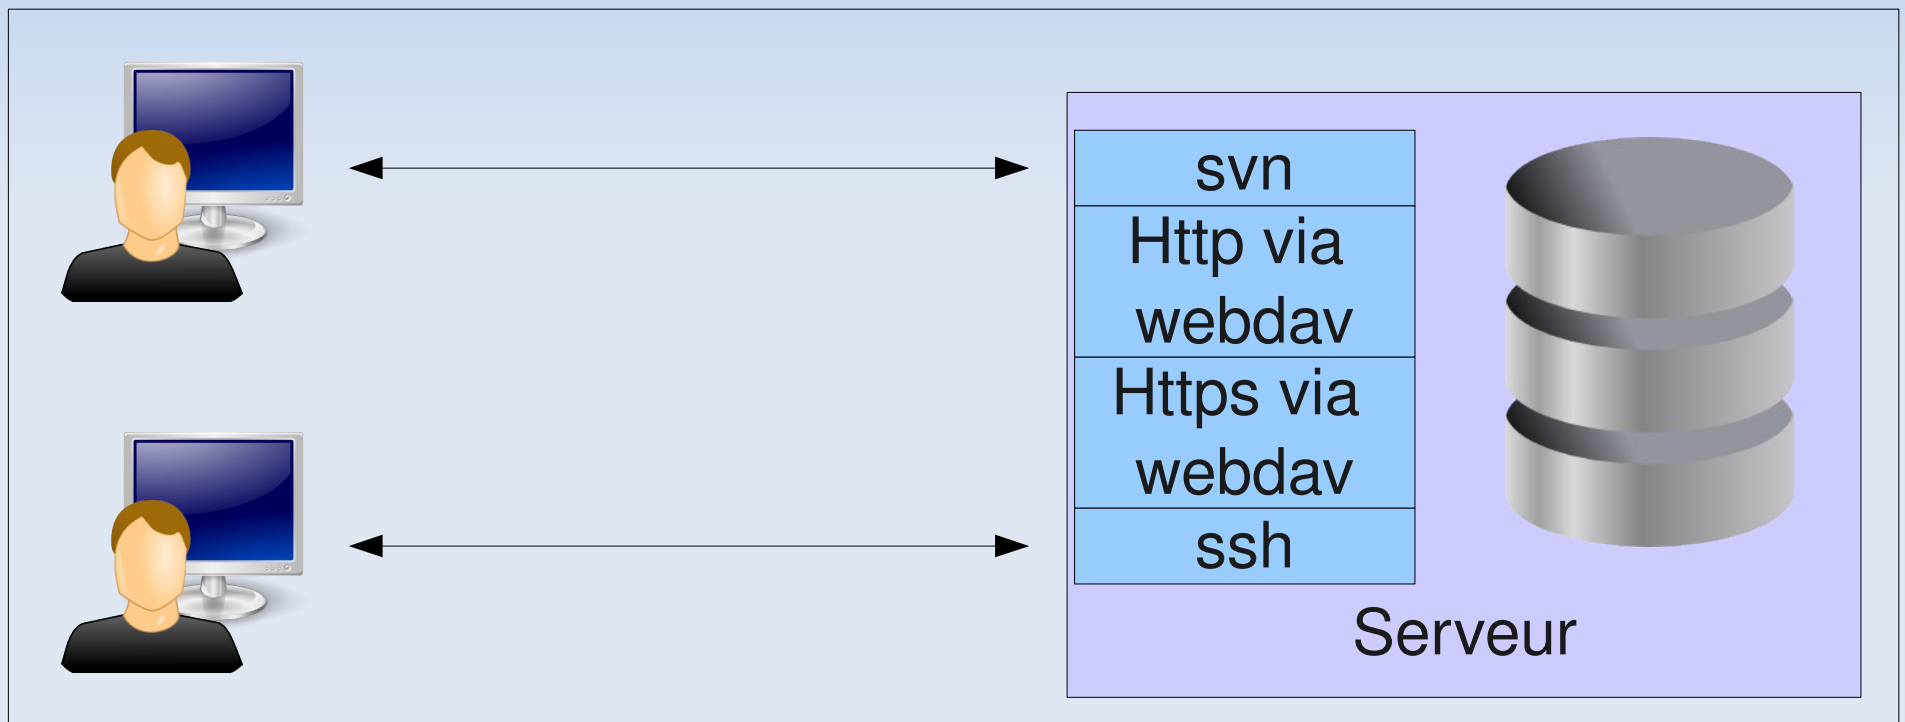 svn
Http via
webdav
Https via
webdav
ssh
Serveur